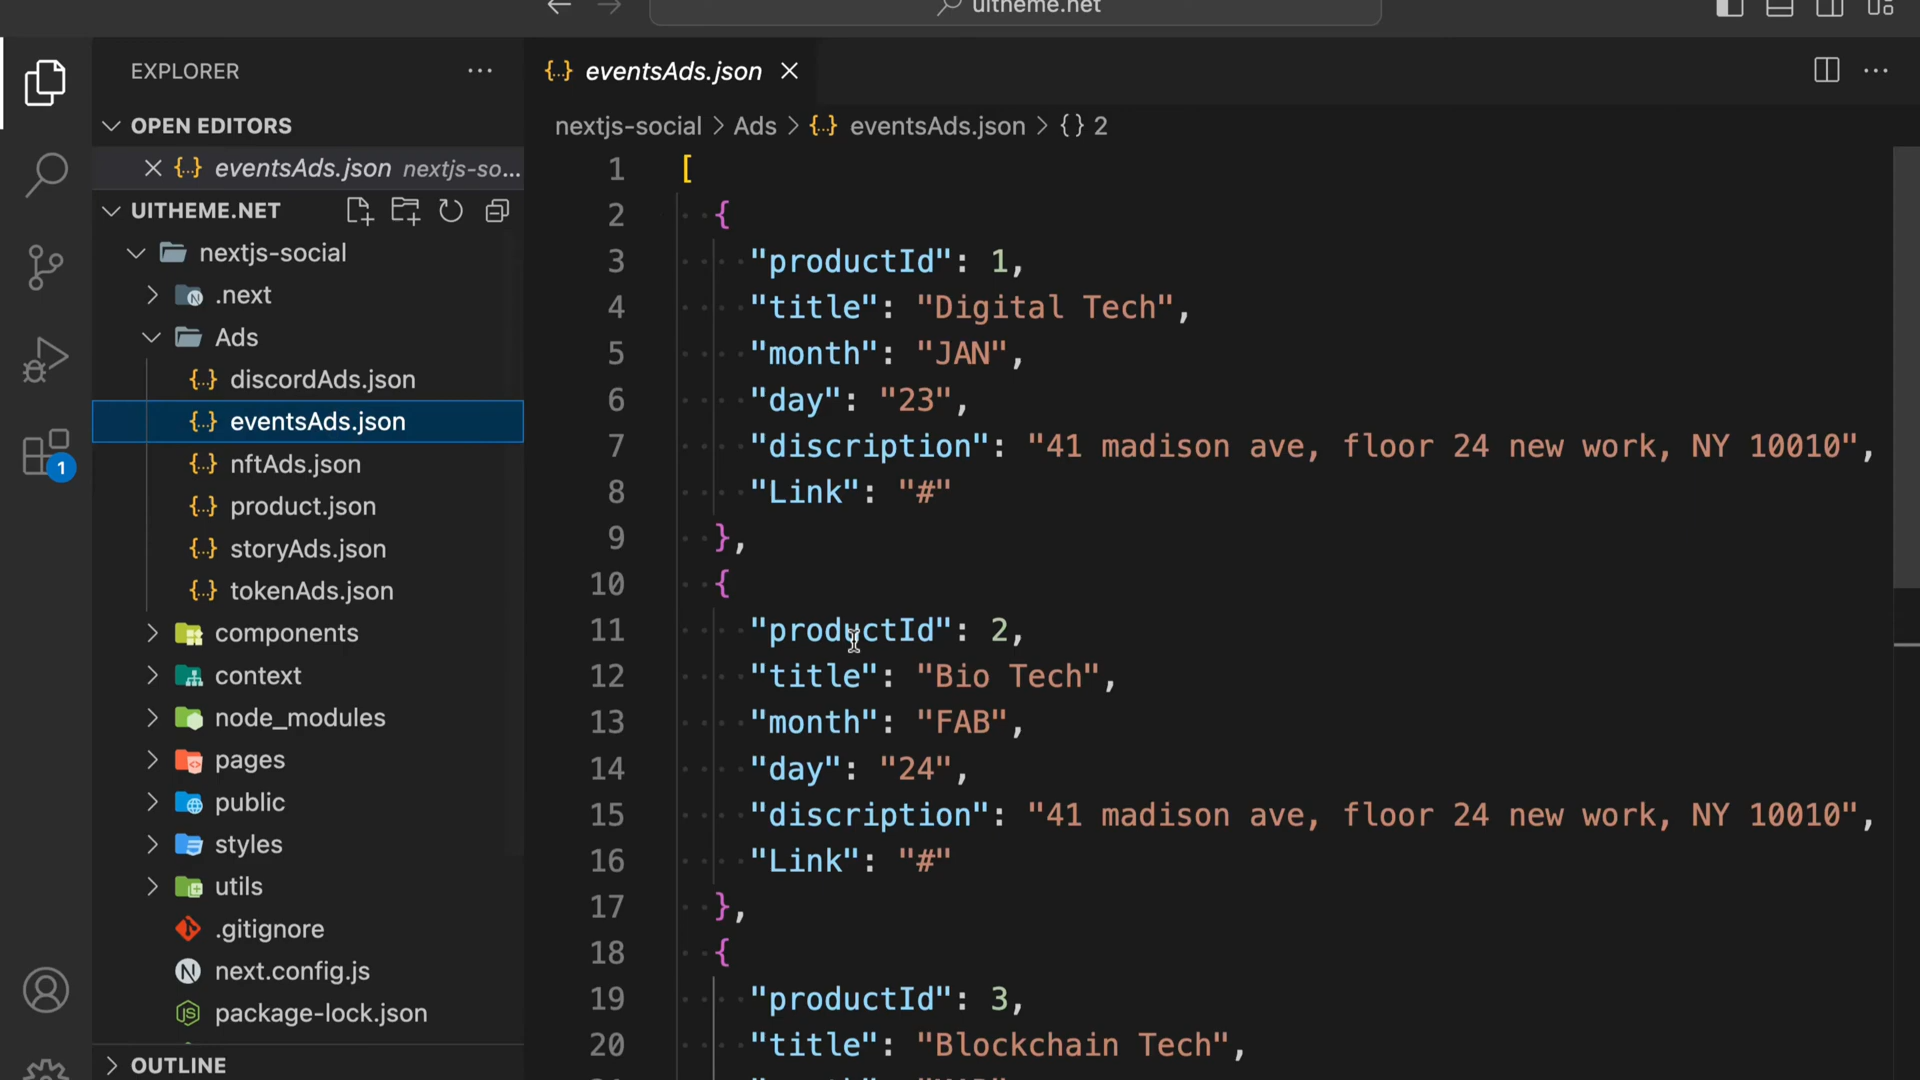 uitheme.net
EXPLORER
OPEN EDITORS
eventsAds.json nextjs-so...
UITHEME.NET
nextjs-social
.next
Ads
discordAds.json
eventsAds.json
nftAds.json
product.json
storyAds.json
tokenAds.json
components
context
node_modules
pages
public
styles
utils
.gitignore
next.config.js
package-lock.json
OUTLINE
1
eventsAds.json
nextjs-social > Ads > {..} eventsAds.json > {} 2
1 [
2 {
3 "productId": 1,
4 "title": "Digital Tech",
5 "month": "JAN",
6 "day": "23",
7 "discription": "41 madison ave, floor 24 new work, NY 10010",
8 "Link": "#"
9 },
10 {
11 "productId": 2,
12 "title": "Bio Tech",
13 "month": "FAB",
14 "day": "24",
15 "discription": "41 madison ave, floor 24 new work, NY 10010",
16 "Link": "#"
17 },
18 {
19 "productId": 3,
20 "title": "Blockchain Tech",